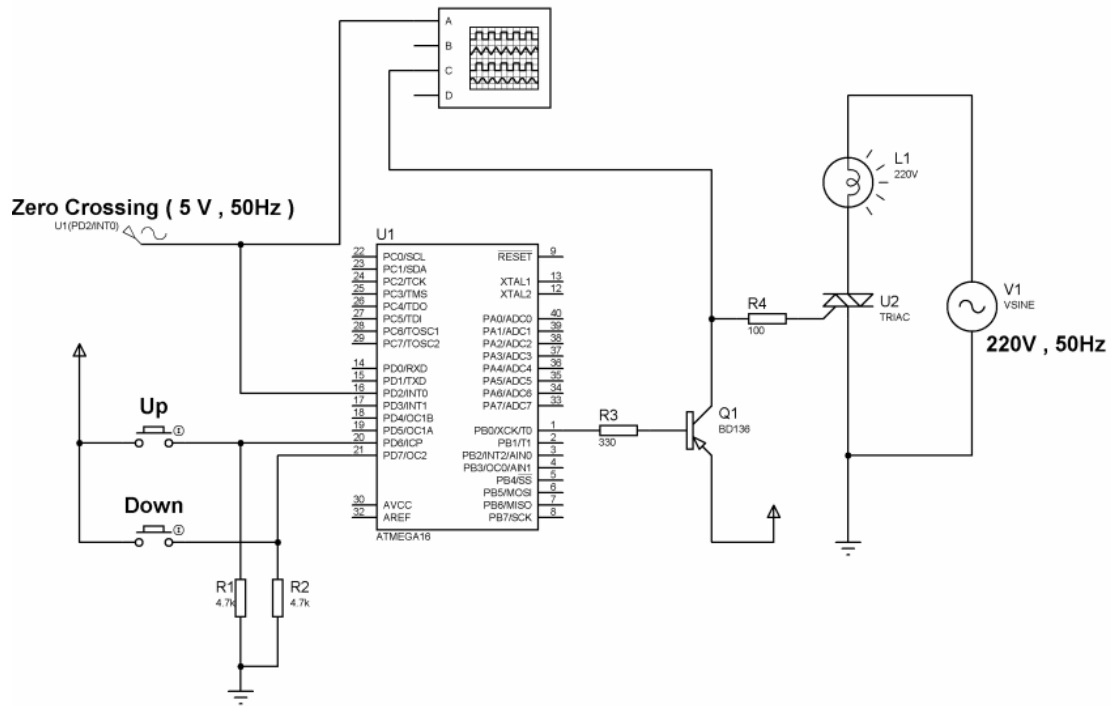 A
B
C
D
L1
220V
Zero Crossing ( 5 V , 50Hz )
U1(PD2/INT0)
U1
22 PC0/SCL
23 PC1/SDA
24 PC2/TCK
25 PC3/TMS
26 PC4/TDO
27 PC5/TDI
28 PC6/TOSC1
29 PC7/TOSC2
14 PD0/RXD
15 PD1/TXD
16 PD2/INT0
17 PD3/INT1
18 PD4/OC1B
19 PD5/OC1A
20 PD6/ICP
21 PD7/OC2
30 AVCC
32 AREF
RESET 9
XTAL1 13
XTAL2 12
PA0/ADC0 40
PA1/ADC1 39
PA2/ADC2 38
PA3/ADC3 37
PA4/ADC4 36
PA5/ADC5 35
PA6/ADC6 34
PA7/ADC7 33
PB0/XCK/T0 1
PB1/T1 2
PB2/INT2/AIN0 3
PB3/OC0/AIN1 4
PB4/SS 5
PB5/MOSI 6
PB6/MISO 7
PB7/SCK 8
ATMEGA16
R4
100
U2
TRIAC
V1
VSINE
220V , 50Hz
Up
Down
R3
330
Q1
BD136
R1
4.7k
R2
4.7k